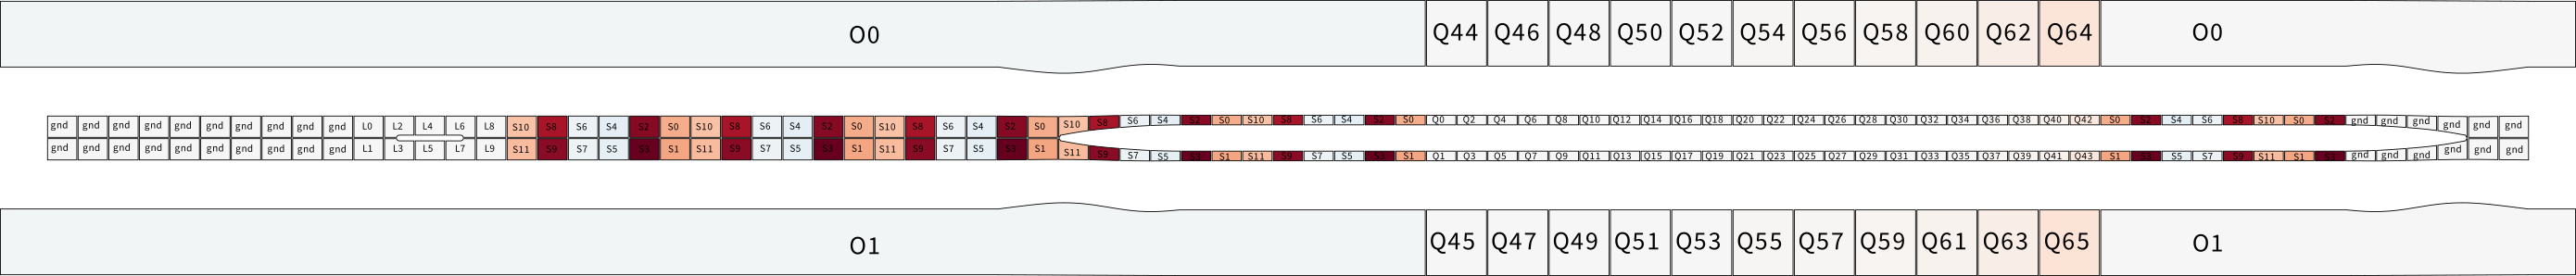 O0 Q44 Q46 Q48 Q50 Q52 Q54 Q56 Q58 Q60 Q62 Q64 O0
gnd gnd gnd gnd gnd gnd gnd gnd gnd gnd L0 L2 L4 L6 L8 S10 S8 S6 S4 S2 S0 S10 S8 S6 S4 S2 S0 S10 S8 S6 S4 S2 S0 S10 S8 S6 S4 S2 S0 S10 S8 S6 S4 S2 S0 Q0 Q2 Q4 Q6 Q8 Q10 Q12 Q14 Q16 Q18 Q20 Q22 Q24 Q26 Q28 Q30 Q32 Q34 Q36 Q38 Q40 Q42 S0 S2 S4 S6 S8 S10 S0 S2 gnd gnd gnd gnd gnd gnd
gnd gnd gnd gnd gnd gnd gnd gnd gnd gnd L1 L3 L5 L7 L9 S11 S9 S7 S5 S3 S1 S11 S9 S7 S5 S3 S1 S11 S9 S7 S5 S3 S1 S11 S9 S7 S5 S3 S1 S11 S9 S7 S5 S3 S1 Q1 Q3 Q5 Q7 Q9 Q11 Q13 Q15 Q17 Q19 Q21 Q23 Q25 Q27 Q29 Q31 Q33 Q35 Q37 Q39 Q41 Q43 S1 S3 S5 S7 S9 S11 S1 S3 gnd gnd gnd gnd gnd gnd
O1 Q45 Q47 Q49 Q51 Q53 Q55 Q57 Q59 Q61 Q63 Q65 O1